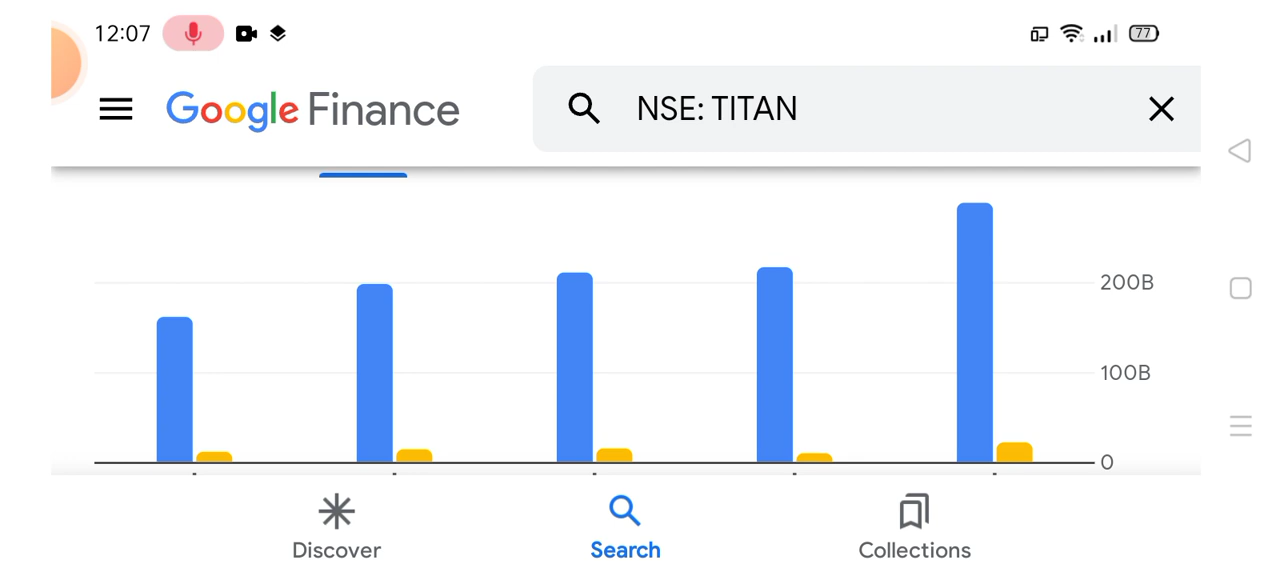 12:07
77
Google Finance
NSE: TITAN
200B
100B
0
Discover
Search
Collections